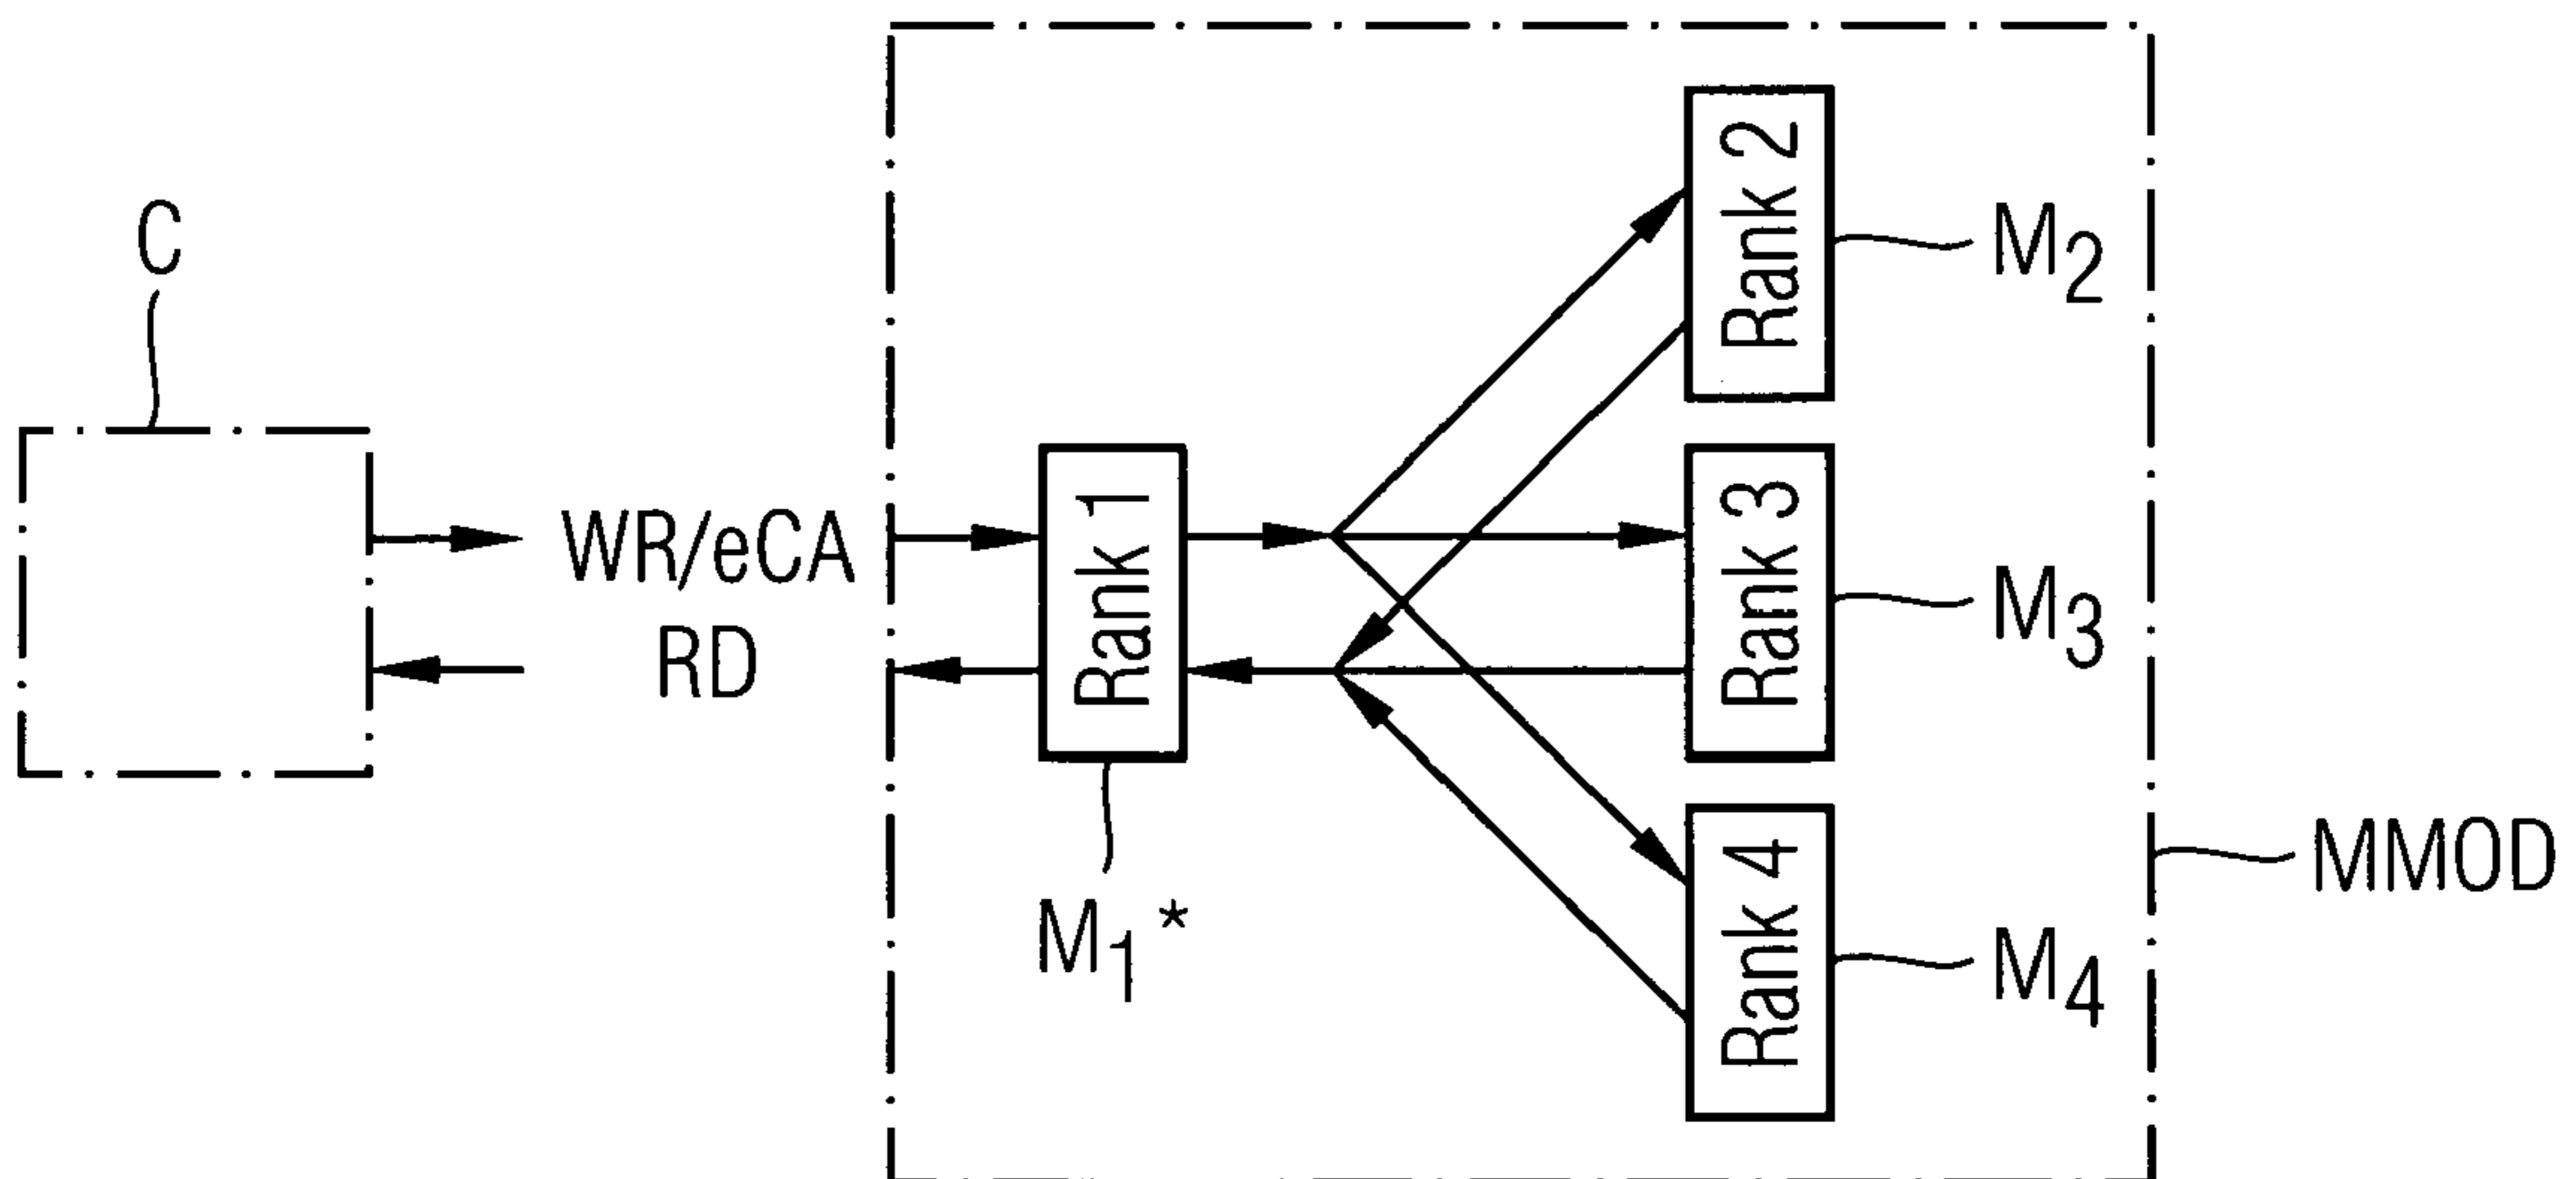 C
WR/eCA
RD
Rank 1
M1*
Rank 2
M2
Rank 3
M3
Rank 4
M4
MMOD